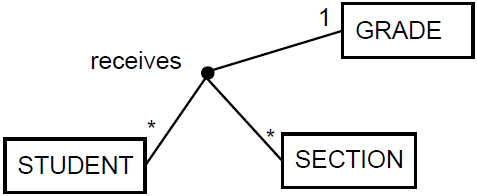 1
GRADE
receives
*
*
STUDENT
SECTION